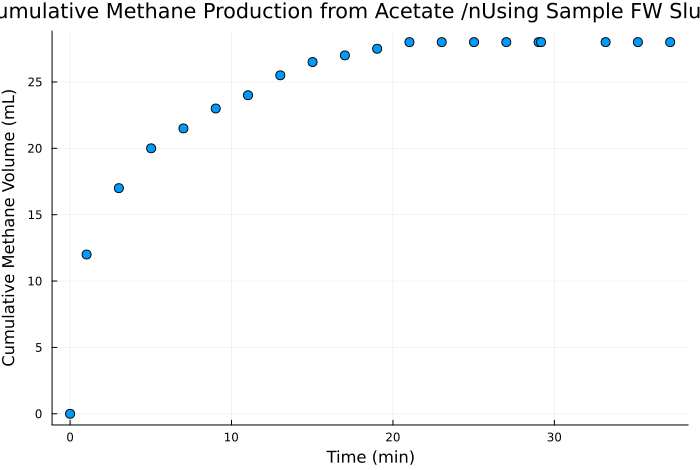 umulative Methane Production from Acetate /nUsing Sample FW Slu
25
20
15
10
5
0
Cumulative Methane Volume (mL)
0 10 20 30
Time (min)